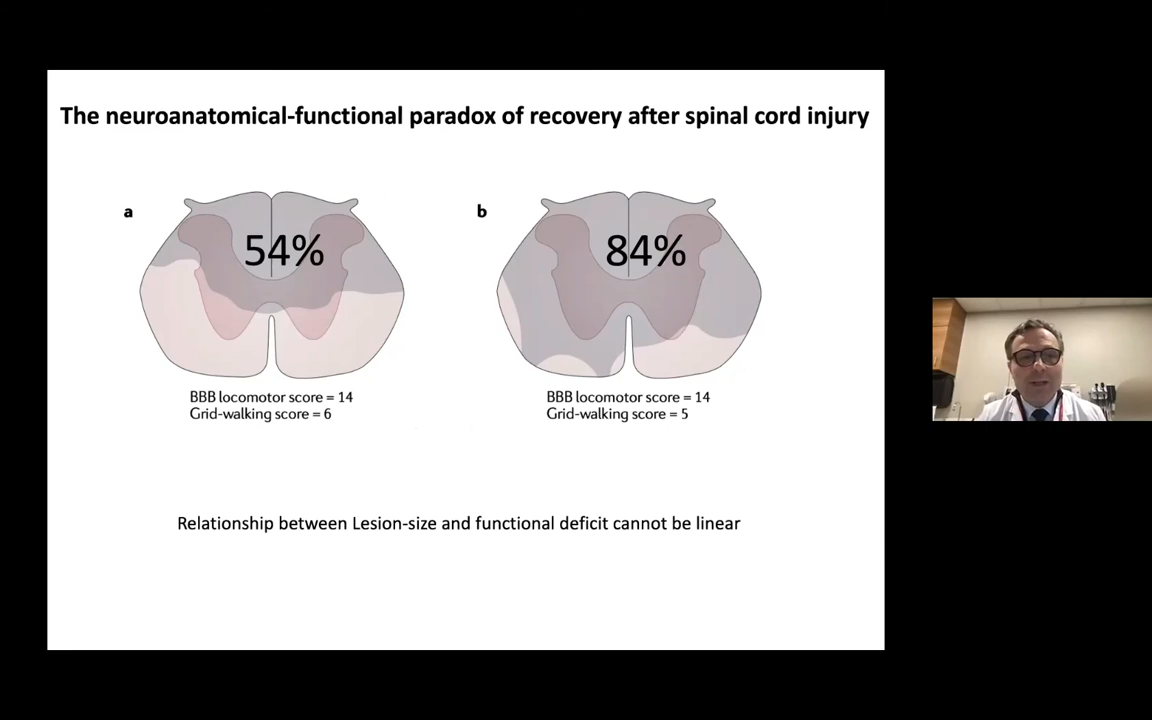 The neuroanatomical-functional paradox of recovery after spinal cord injury
a
54%
BBB locomotor score = 14
Grid-walking score = 6
b
84%
BBB locomotor score = 14
Grid-walking score = 5
Relationship between Lesion-size and functional deficit cannot be linear